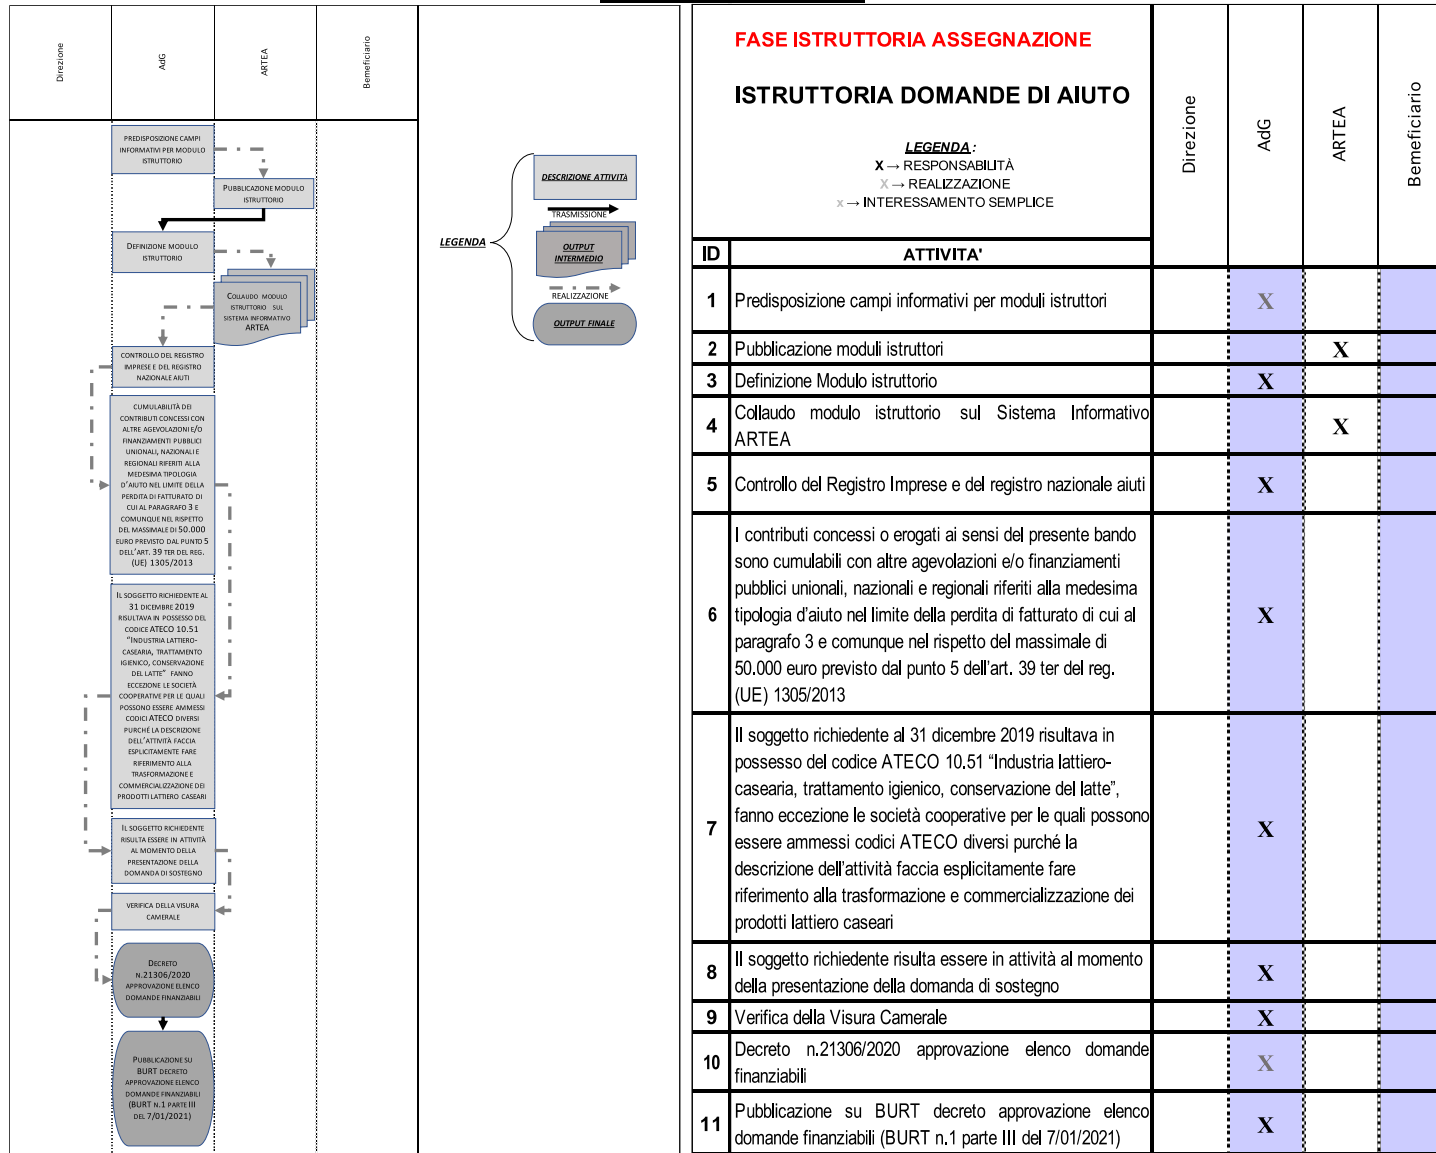 Direzione
AdG
ARTEA
Bemeficiario
PREDISPOSIZIONE CAMPI
INFORMATIVI PER MODULO
ISTRUTTORIO
PUBBLICAZIONE MODULO
ISTRUTTORIO
DEFINIZIONE MODULO
ISTRUTTORIO
COLLAUDO MODULO
ISTRUTTORIO SUL
SISTEMA INFORMATIVO
ARTEA
CONTROLLO DEL REGISTRO
IMPRESE E DEL REGISTRO
NAZIONALE AIUTI
CUMULABILITÀ DEI
CONTRIBUTI CONCESSI CON
ALTRE AGEVOLAZIONI E/O
FINANZIAMENTI PUBBLICI
UNIONALI, NAZIONALI E
REGIONALI RIFERITI ALLA
MEDESIMA TIPOLOGIA
D'AIUTO NEL LIMITE DELLA
PERDITA DI FATTURATO DI
CUI AL PARAGRAFO 3 E
COMUNQUE NEL RISPETTO
DEL MASSIMALE DI 50.000
EURO PREVISTO DAL PUNTO 5
DELL'ART. 39 TER DEL REG.
(UE) 1305/2013
IL SOGGETTO RICHIEDENTE AL
31 DICEMBRE 2019
RISULTAVA IN POSSESSO DEL
CODICE ATECO 10.51
"INDUSTRIA LATTIERO-
CASEARIA, TRATTAMENTO
IGIENICO, CONSERVAZIONE
DEL LATTE" FANNO
ECCEZIONE LE SOCIETÀ
COOPERATIVE PER LE QUALI
POSSONO ESSERE AMMESSI
CODICI ATECO DIVERSI
PURCHÉ LA DESCRIZIONE
DELL'ATTIVITÀ FACCIA
ESPLICITAMENTE FARE
RIFERIMENTO ALLA
TRASFORMAZIONE E
COMMERCIALIZZAZIONE DEI
PRODOTTI LATTIERO CASEARI
IL SOGGETTO RICHIEDENTE
RISULTA ESSERE IN ATTIVITÀ
AL MOMENTO DELLA
PRESENTAZIONE DELLA
DOMANDA DI SOSTEGNO
VERIFICA DELLA VISURA
CAMERALE
DECRETO
N.21306/2020
APPROVAZIONE ELENCO
DOMANDE FINANZIABILI
PUBBLICAZIONE SU
BURT DECRETO
APPROVAZIONE ELENCO
DOMANDE FINANZIABILI
(BURT N.1 PARTE III
DEL 7/01/2021)
LEGENDA
DESCRIZIONE ATTIVITÀ
TRASMISSIONE
OUTPUT
INTERMEDIO
REALIZZAZIONE
OUTPUT FINALE
FASE ISTRUTTORIA ASSEGNAZIONE
ISTRUTTORIA DOMANDE DI AIUTO
LEGENDA:
X → RESPONSABILITÀ
X → REALIZZAZIONE
x → INTERESSAMENTO SEMPLICE
Direzione
AdG
ARTEA
Bemeficiario
ID ATTIVITA'
1 Predisposizione campi informativi per moduli istruttori X
2 Pubblicazione moduli istruttori X
3 Definizione Modulo istruttorio X
4 Collaudo modulo istruttorio sul Sistema Informativo
ARTEA X
5 Controllo del Registro Imprese e del registro nazionale aiuti X
I contributi concessi o erogati ai sensi del presente bando
sono cumulabili con altre agevolazioni e/o finanziamenti
pubblici unionali, nazionali e regionali riferiti alla medesima
6 tipologia d'aiuto nel limite della perdita di fatturato di cui al X
paragrafo 3 e comunque nel rispetto del massimale di
50.000 euro previsto dal punto 5 dell'art. 39 ter del reg.
(UE) 1305/2013
Il soggetto richiedente al 31 dicembre 2019 risultava in
possesso del codice ATECO 10.51 "Industria lattiero-
casearia, trattamento igienico, conservazione del latte",
fanno eccezione le società cooperative per le quali possono
7 essere ammessi codici ATECO diversi purché la X
descrizione dell'attività faccia esplicitamente fare
riferimento alla trasformazione e commercializzazione dei
prodotti lattiero caseari
8 Il soggetto richiedente risulta essere in attività al momento X
della presentazione della domanda di sostegno
9 Verifica della Visura Camerale X
10 Decreto n.21306/2020 approvazione elenco domande X
finanziabili
11 Pubblicazione su BURT decreto approvazione elenco X
domande finanziabili (BURT n.1 parte III del 7/01/2021)